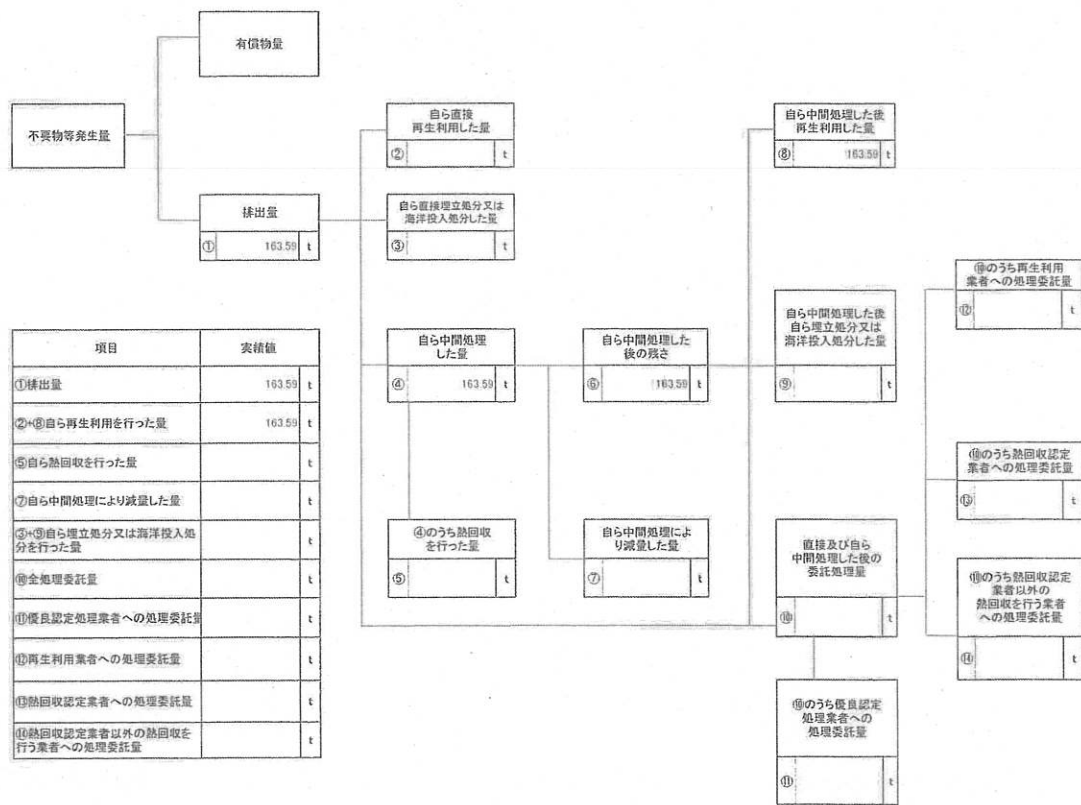 有償物量
不要物等発生量
排出量
① 163.59 t
自ら直接
再生利用した量
② t
自ら直接埋立処分又は
海洋投入処分した量
③ t
自ら中間処理
した量
④ 163.59 t
④のうち熱回収
を行った量
⑤ t
自ら中間処理した
後の残さ
⑥ 163.59 t
自ら中間処理によ
り減量した量
⑦ t
自ら中間処理した後
再生利用した量
⑧ 163.59 t
自ら中間処理した後
自ら埋立処分又は
海洋投入処分した量
⑨ t
直接及び自ら
中間処理した後の
委託処理量
⑩ t
⑩のうち優良認定
処理業者への
処理委託量
⑪ t
⑩のうち再生利用
業者への処理委託量
⑫ t
⑩のうち熱回収認定
業者への処理委託量
⑬ t
⑩のうち熱回収認定
業者以外の
熱回収を行う業者
への処理委託量
⑭ t
項目 実績値
①排出量 163.59 t
②+⑧自ら再生利用を行った量 163.59 t
⑤自ら熱回収を行った量 t
⑦自ら中間処理により減量した量 t
③+⑨自ら埋立処分又は海洋投入処
分を行った量 t
⑩全処理委託量 t
⑪優良認定処理業者への処理委託量 t
⑫再生利用業者への処理委託量 t
⑬熱回収認定業者への処理委託量 t
⑭熱回収認定業者以外の熱回収を
行う業者への処理委託量 t